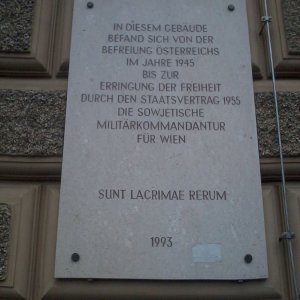 IN DIESEM GEBÄUDE
BEFAND SICH VON DER
BEFREIUNG ÖSTERREICHS
IM JAHRE 1945
BIS ZUR
ERRINGUNG DER FREIHEIT
DURCH DEN STAATSVERTRAG 1955
DIE SOWJETISCHE
MILITÄRKOMMANDANTUR
FÜR WIEN
SUNT LACRIMAE RERUM
1993